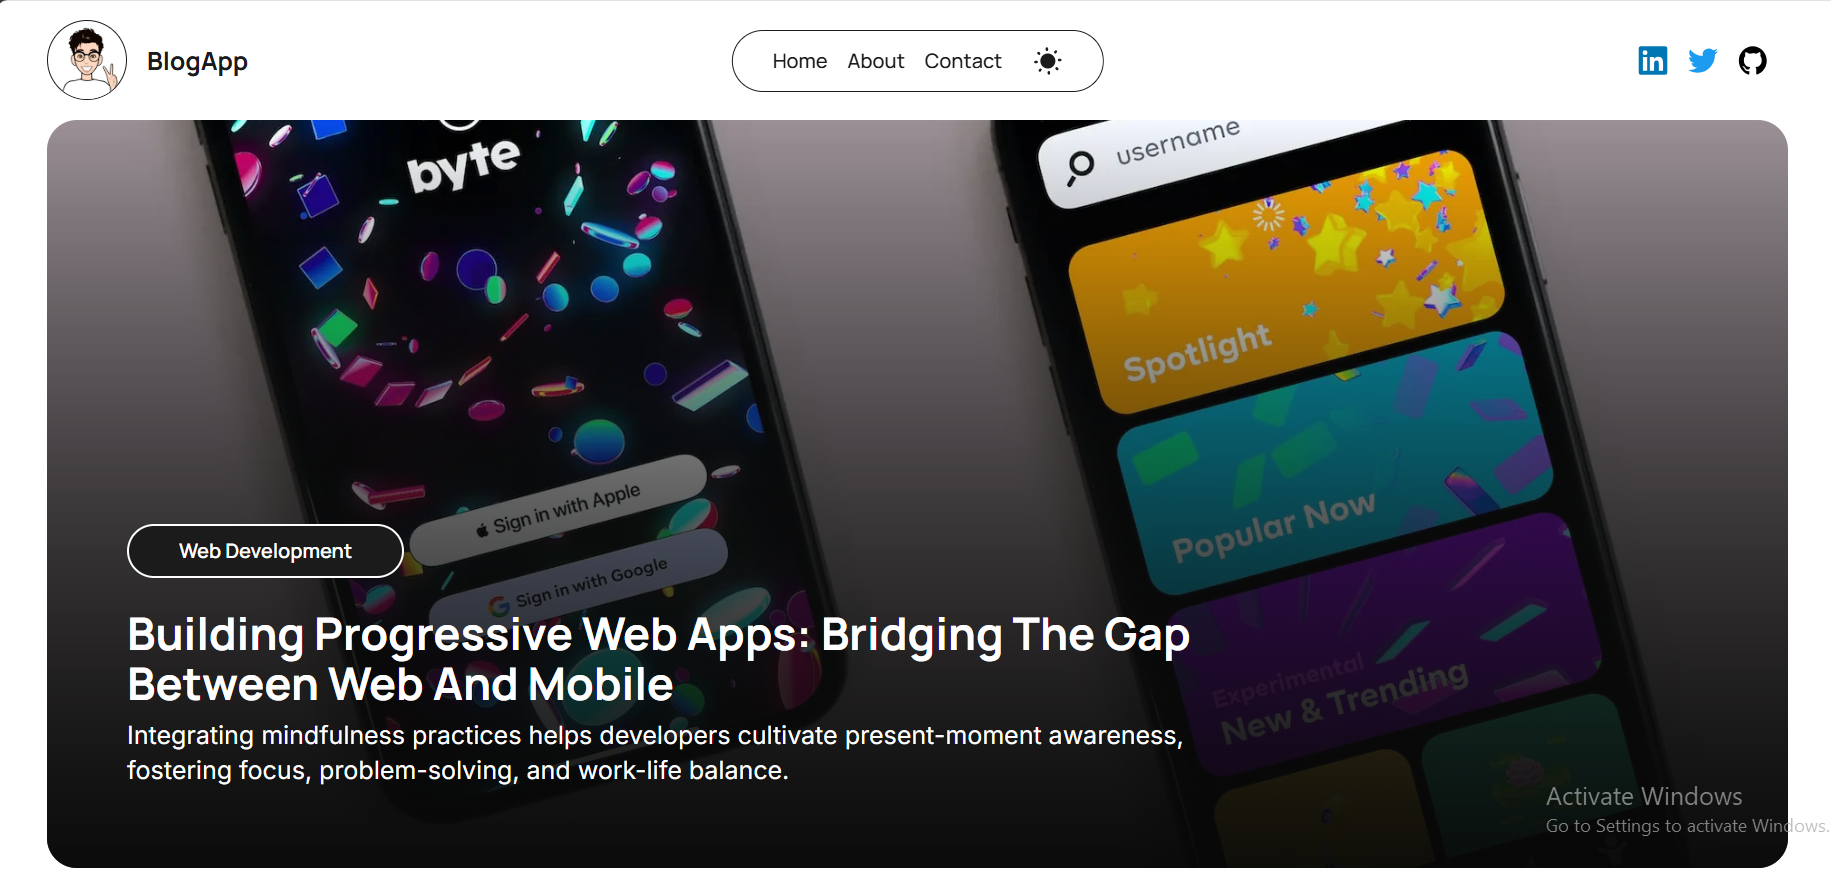 BlogApp
Home About Contact
byte
username
Spotlight
Popular Now
Sign in with Apple
Sign in with Google
Experimental
New & Trending
Web Development
Building Progressive Web Apps: Bridging The Gap
Between Web And Mobile
Integrating mindfulness practices helps developers cultivate present-moment awareness,
fostering focus, problem-solving, and work-life balance.
Activate Windows
Go to Settings to activate Windows.
in